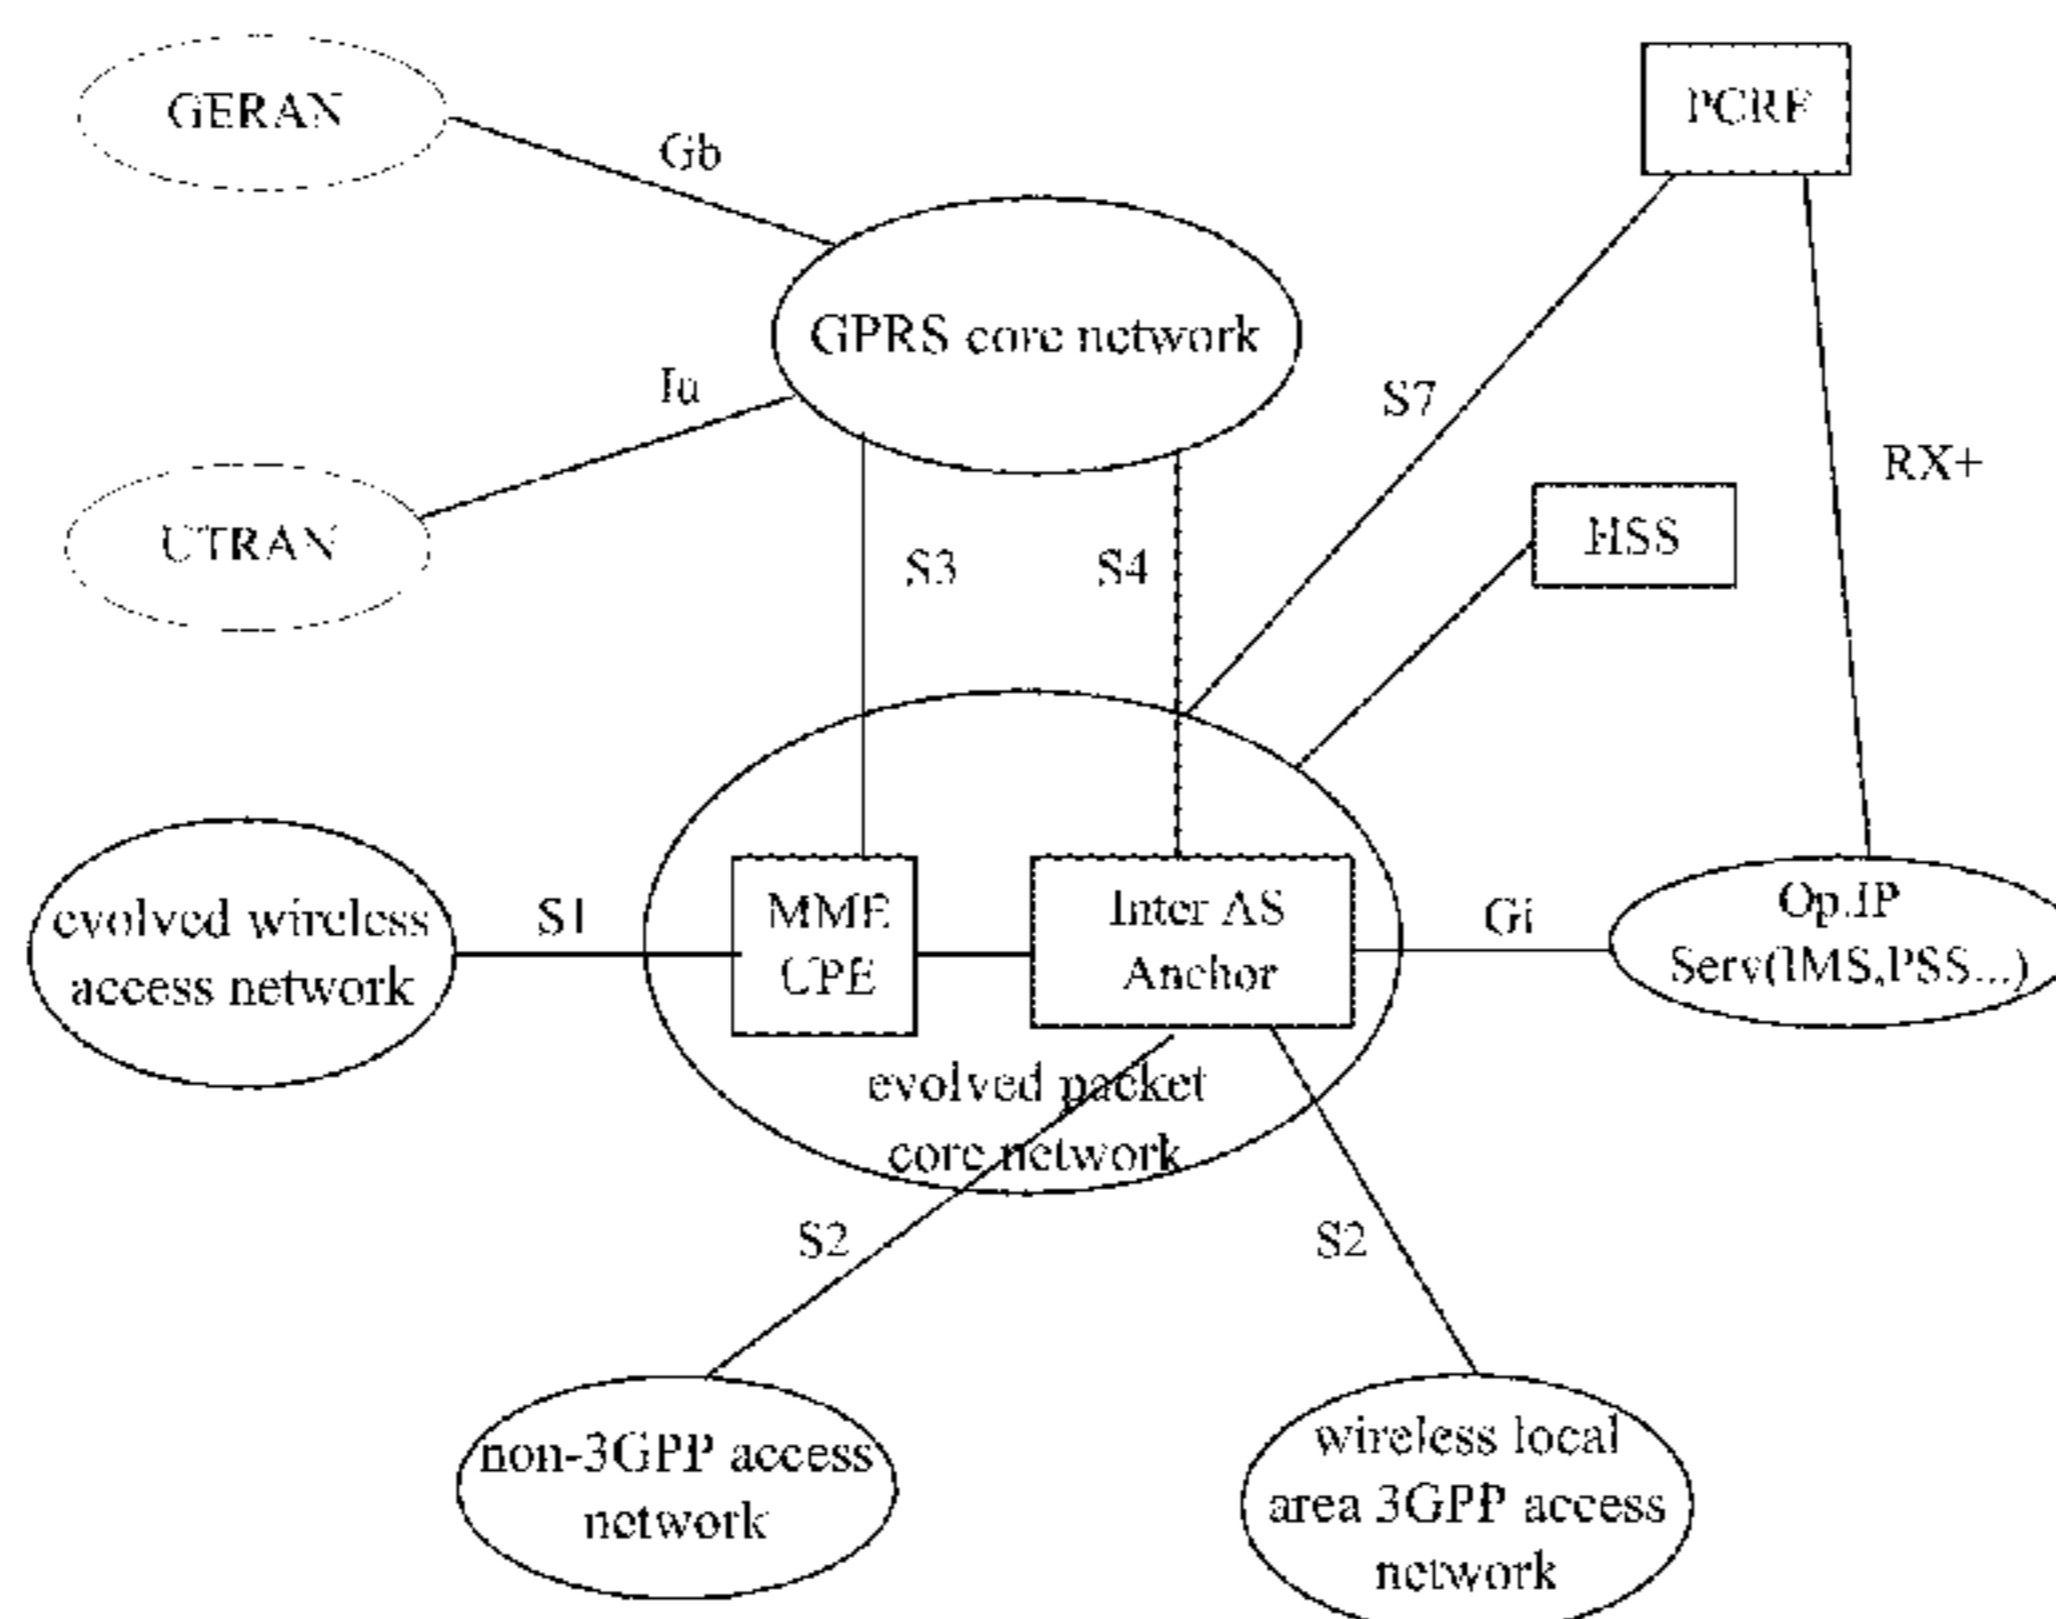 GERAN
Gb
PCRF
GPRS core network
Iu
S7
RX+
UTRAN
S3
S4
HSS
evolved wireless
access network
S1
MME
UPE
Inter AS
Anchor
Gi
Op.IP
Serv(IMS,PSS...)
evolved packet
core network
S2
S2
non-3GPP access
network
wireless local
area 3GPP access
network